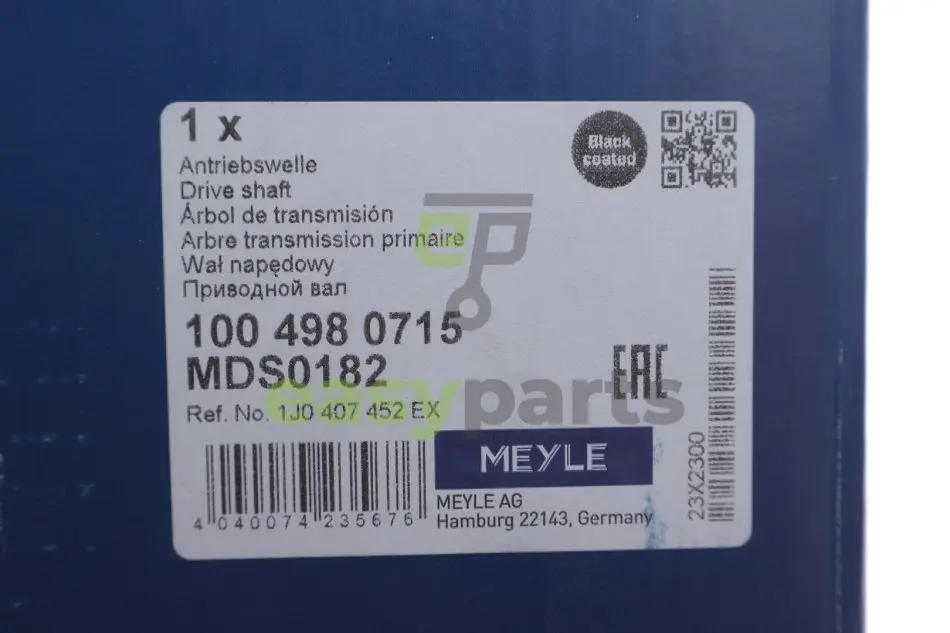 1 x
Black
coated
Antriebswelle
Drive shaft
Árbol de transmisión
Arbre transmission primaire
Wał napędowy
Приводной вал
100 498 0715
MDS0182
EAC
easyparts
Ref. No. 1J0 407 452 EX
MEYLE
MEYLE AG
Hamburg 22143, Germany
4 040074 235676
23X2300